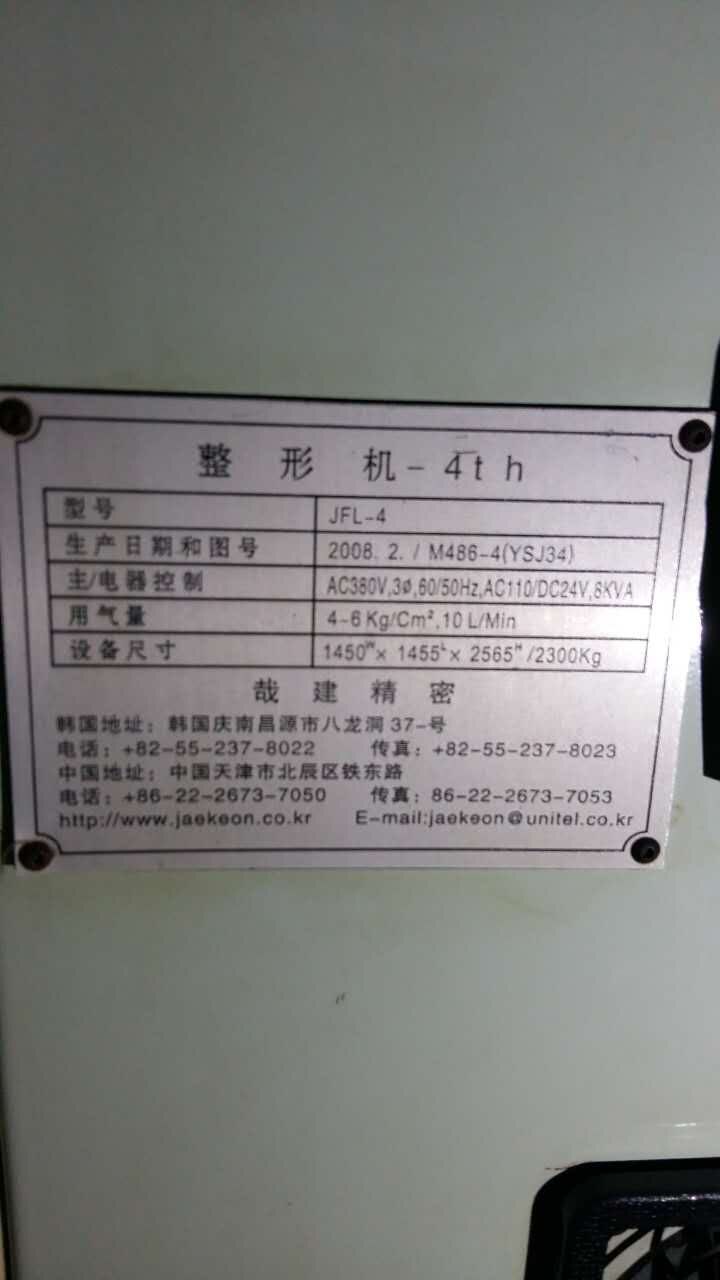 整 形 机-4th
型号 JFL-4
生产日期和图号 2008. 2. / M486-4(YSJ34)
主/电器控制 AC380V,3ø,60/50Hz,AC110/DC24V,8KVA
用气量 4-6 Kg/Cm²,10 L/Min
设备尺寸 1450ᵂ× 1455ᴸ× 2565ᴴ/2300Kg
哉 建 精 密
韩国地址：韩国庆南昌源市八龙洞 37-号
电话：+82-55-237-8022 传真：+82-55-237-8023
中国地址：中国天津市北辰区铁东路
电话：+86-22-2673-7050 传真：86-22-2673-7053
http://www.jaekeon.co.kr E-mail:jaekeon@unitel.co.kr